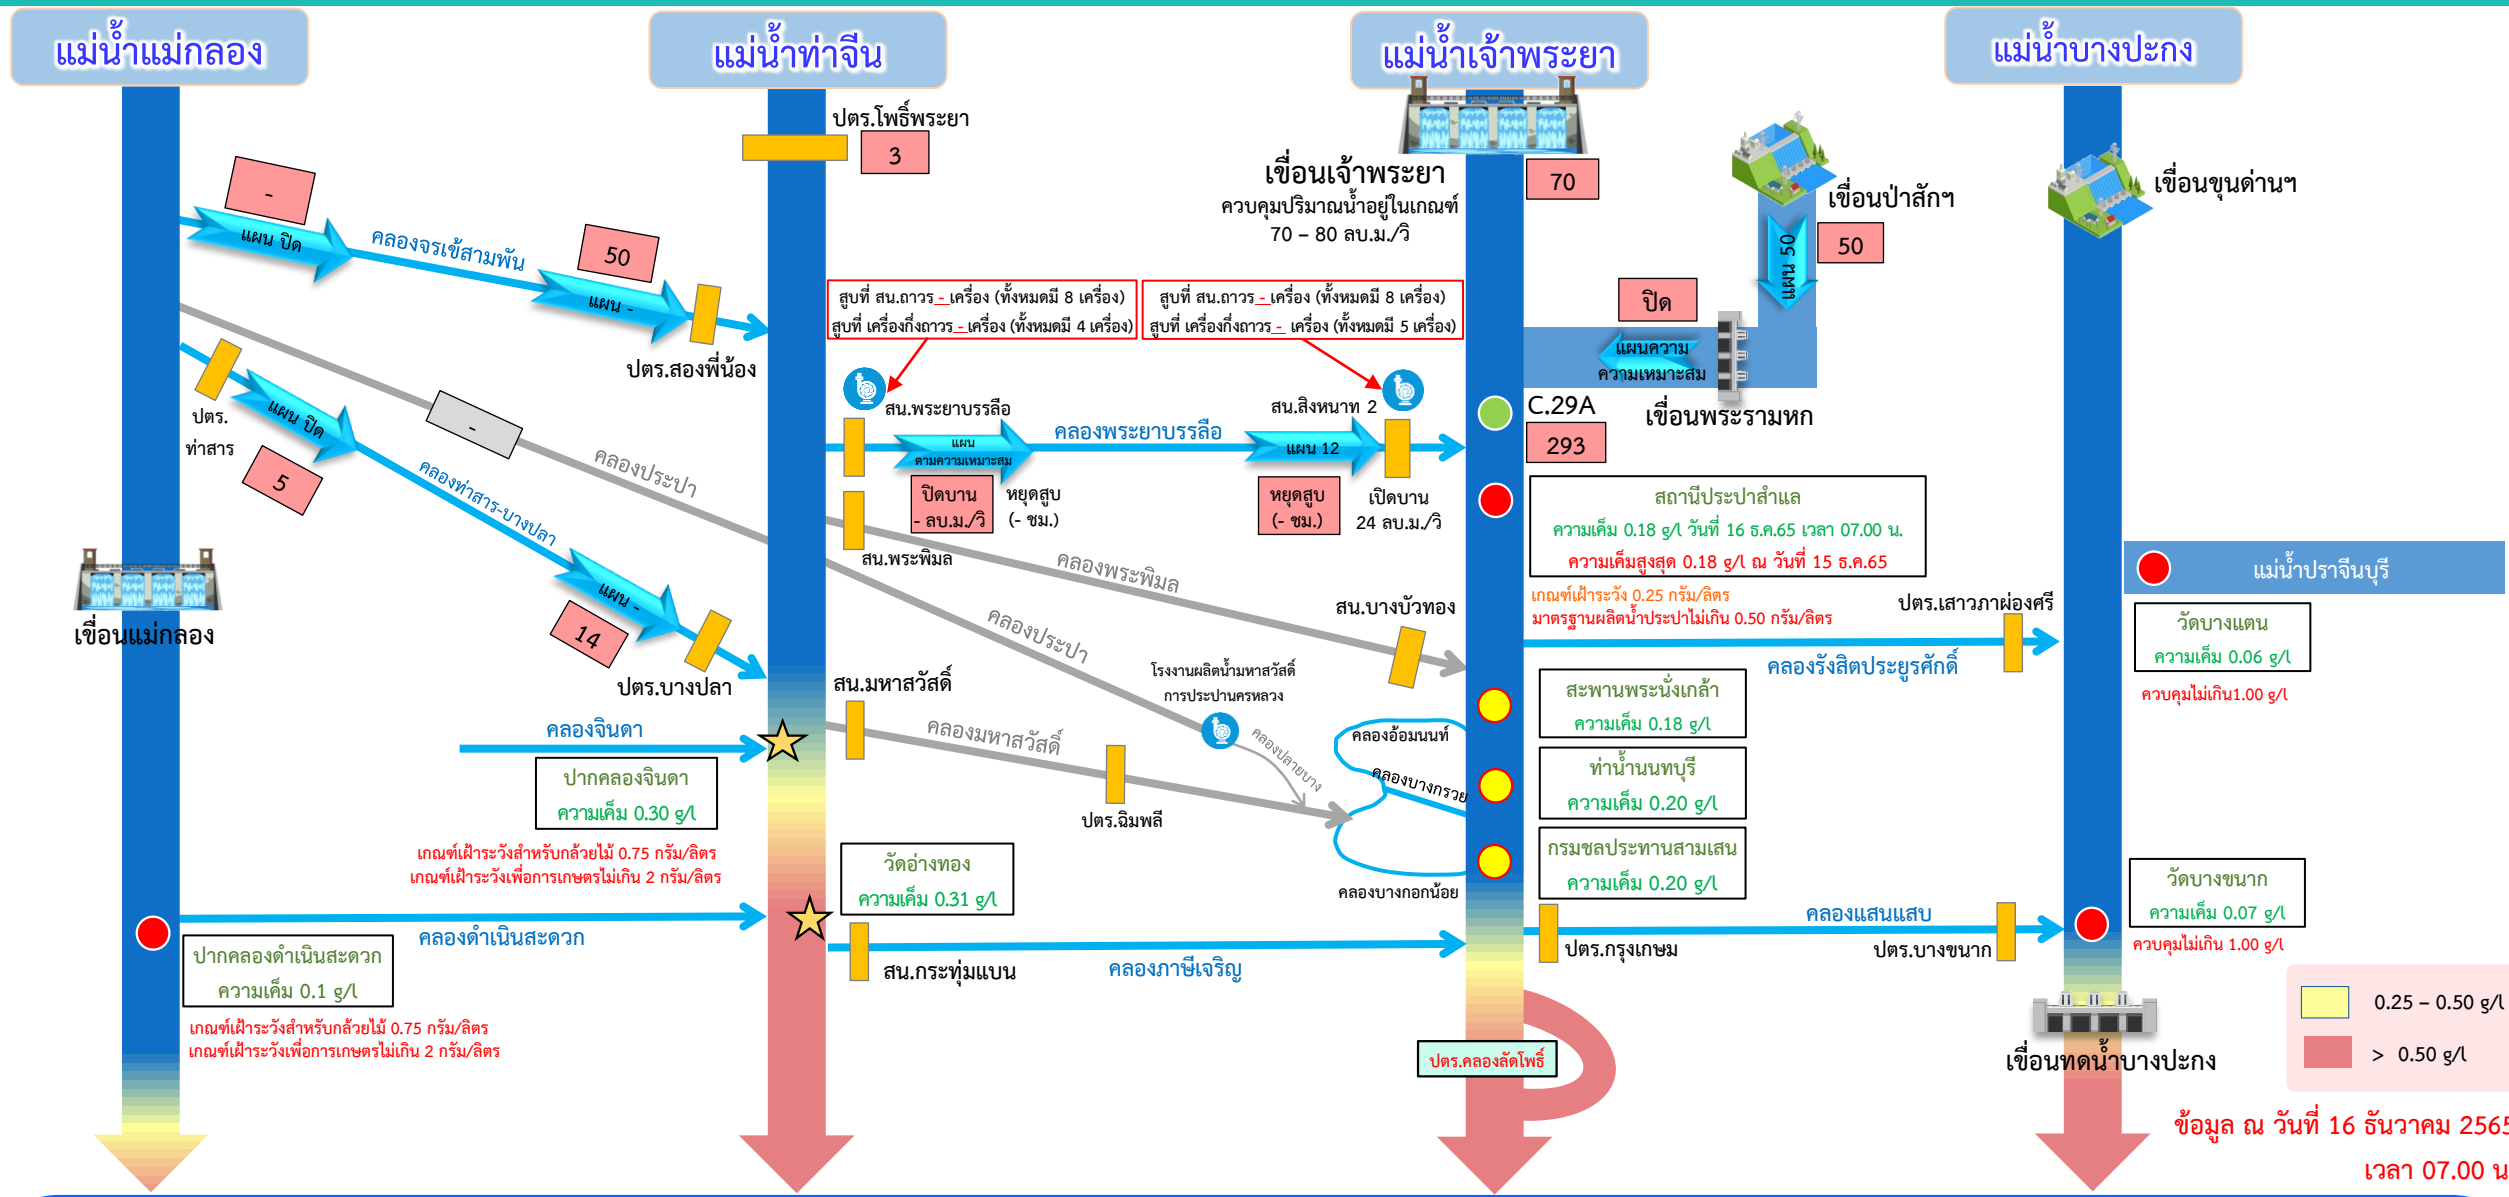 แม่น้ำแม่กลอง
แม่น้ำท่าจีน
แม่น้ำเจ้าพระยา
แม่น้ำบางปะกง
ปตร.โพธิ์พระยา
3
เขื่อนเจ้าพระยา
ควบคุมปริมาณน้ำอยู่ในเกณฑ์
70 – 80 ลบ.ม./วิ
70
เขื่อนป่าสักฯ
แผน 50
50
เขื่อนขุนด่านฯ
-
แผน ปิด
คลองจรเข้สามพัน
50
แผน -
ปตร.สองพี่น้อง
สูบที่ สน.ถาวร - เครื่อง (ทั้งหมดมี 8 เครื่อง)
สูบที่ เครื่องกึ่งถาวร - เครื่อง (ทั้งหมดมี 4 เครื่อง)
สูบที่ สน.ถาวร - เครื่อง (ทั้งหมดมี 8 เครื่อง)
สูบที่ เครื่องกึ่งถาวร - เครื่อง (ทั้งหมดมี 5 เครื่อง)
ปิด
แผนความ
ความเหมาะสม
เขื่อนพระรามหก
ปตร.
ท่าสาร
แผน ปิด
5
-
คลองประปา
คลองท่าสาร-บางปลา
สน.พระยาบรรลือ
แผน
ตามความเหมาะสม
คลองพระยาบรรลือ
สน.สิงหนาท 2
แผน 12
C.29A
293
ปิดบาน
- ลบ.ม./วิ
หยุดสูบ
(- ชม.)
หยุดสูบ
(- ชม.)
เปิดบาน
24 ลบ.ม./วิ
สถานีประปาสำแล
ความเค็ม 0.18 g/l วันที่ 16 ธ.ค.65 เวลา 07.00 น.
ความเค็มสูงสุด 0.18 g/l ณ วันที่ 15 ธ.ค.65
เกณฑ์เฝ้าระวัง 0.25 กรัม/ลิตร
มาตรฐานผลิตน้ำประปาไม่เกิน 0.50 กรัม/ลิตร
สน.พระพิมล
คลองพระพิมล
สน.บางบัวทอง
ปตร.เสาวภาผ่องศรี
คลองรังสิตประยูรศักดิ์
แม่น้ำปราจีนบุรี
วัดบางแตน
ความเค็ม 0.06 g/l
ควบคุมไม่เกิน1.00 g/l
เขื่อนแม่กลอง
แผน -
14
ปตร.บางปลา
คลองประปา
โรงงานผลิตน้ำมหาสวัสดิ์
การประปานครหลวง
สน.มหาสวัสดิ์
คลองมหาสวัสดิ์
คลองปลายบาง
ปตร.ฉิมพลี
คลองอ้อมนนท์
คลองบางกรวย
คลองบางกอกน้อย
สะพานพระนั่งเกล้า
ความเค็ม 0.18 g/l
ท่าน้ำนนทบุรี
ความเค็ม 0.20 g/l
กรมชลประทานสามเสน
ความเค็ม 0.20 g/l
คลองจินดา
ปากคลองจินดา
ความเค็ม 0.30 g/l
เกณฑ์เฝ้าระวังสำหรับกล้วยไม้ 0.75 กรัม/ลิตร
เกณฑ์เฝ้าระวังเพื่อการเกษตรไม่เกิน 2 กรัม/ลิตร
วัดอ่างทอง
ความเค็ม 0.31 g/l
คลองดำเนินสะดวก
ปากคลองดำเนินสะดวก
ความเค็ม 0.1 g/l
เกณฑ์เฝ้าระวังสำหรับกล้วยไม้ 0.75 กรัม/ลิตร
เกณฑ์เฝ้าระวังเพื่อการเกษตรไม่เกิน 2 กรัม/ลิตร
สน.กระทุ่มแบน
คลองภาษีเจริญ
ปตร.กรุงเกษม
คลองแสนแสบ
ปตร.บางขนาก
วัดบางขนาก
ความเค็ม 0.07 g/l
ควบคุมไม่เกิน 1.00 g/l
ปตร.คลองลัดโพธิ์
เขื่อนทดน้ำบางปะกง
0.25 – 0.50 g/l
> 0.50 g/l
ข้อมูล ณ วันที่ 16 ธันวาคม 2565
เวลา 07.00 น